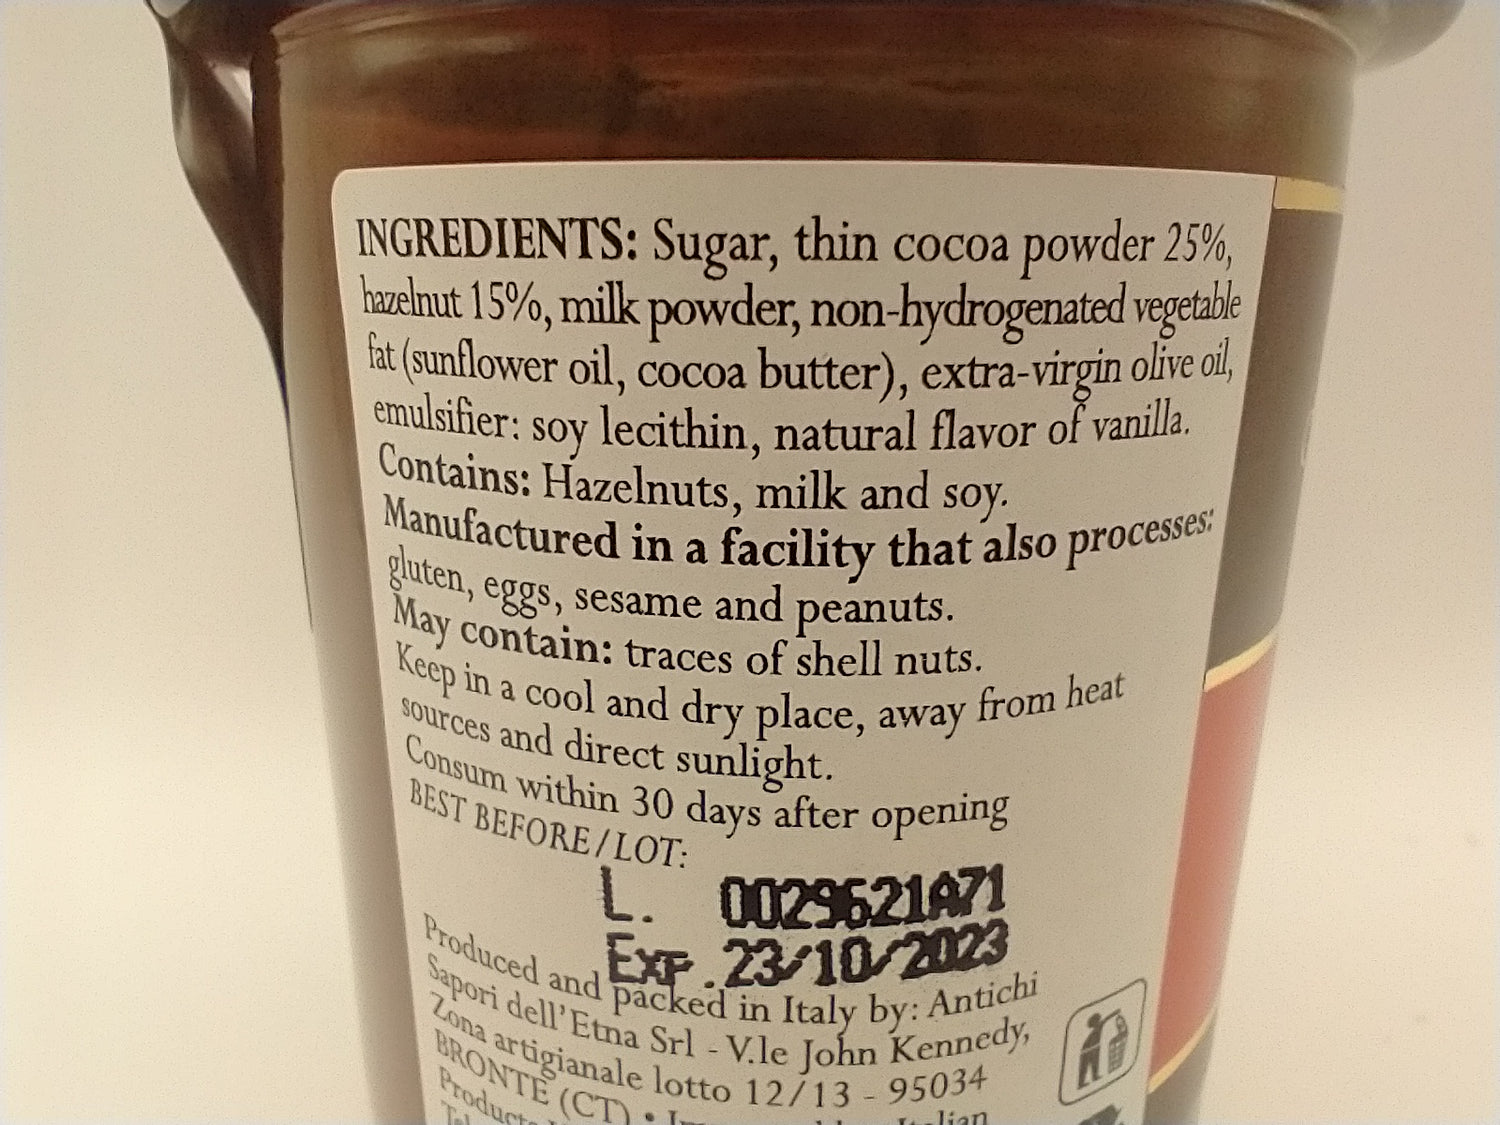 INGREDIENTS: Sugar, thin cocoa powder 25%,
hazelnut 15%, milk powder, non-hydrogenated vegetable
fat (sunflower oil, cocoa butter), extra-virgin olive oil,
emulsifier: soy lecithin, natural flavor of vanilla.
Contains: Hazelnuts, milk and soy.
Manufactured in a facility that also processes:
gluten, eggs, sesame and peanuts.
May contain: traces of shell nuts.
Keep in a cool and dry place, away from heat
sources and direct sunlight.
Consum within 30 days after opening
BEST BEFORE/LOT:
L. 0029621A71
Exp. 23/10/2023
Produced and packed in Italy by: Antichi
Sapori dell'Etna Srl - V.le John Kennedy,
Zona artigianale lotto 12/13 - 95034
BRONTE (CT) •